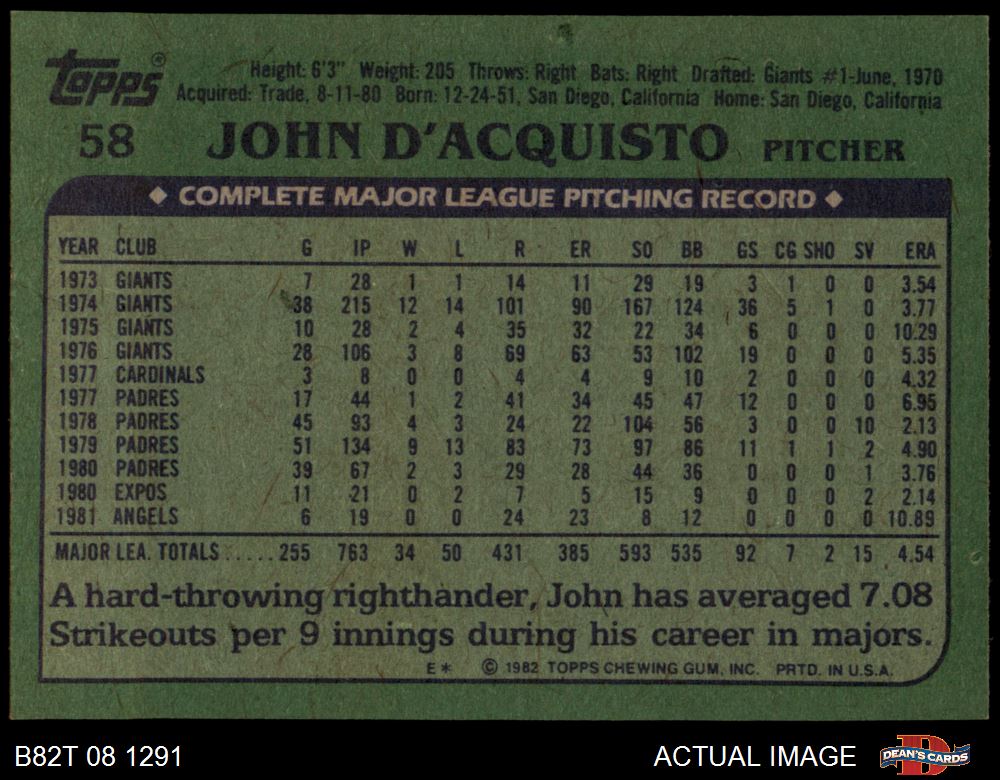 Topps®
Height: 6'3" Weight: 205 Throws: Right Bats: Right Drafted: Giants #1-June, 1970
Acquired: Trade, 8-11-80 Born: 12-24-51, San Diego, California Home: San Diego, California
58 JOHN D'ACQUISTO PITCHER
◆ COMPLETE MAJOR LEAGUE PITCHING RECORD ◆
YEAR CLUB G IP W L R ER SO BB GS CG SHO SV ERA
1973 GIANTS 7 28 1 1 14 11 29 19 3 1 0 0 3.54
1974 GIANTS 38 215 12 14 101 90 167 124 36 5 1 0 3.77
1975 GIANTS 10 28 2 4 35 32 22 34 6 0 0 0 10.29
1976 GIANTS 28 106 3 8 69 63 53 102 19 0 0 0 5.35
1977 CARDINALS 3 8 0 0 4 4 9 10 2 0 0 0 4.32
1977 PADRES 17 44 1 2 41 34 45 47 12 0 0 0 6.95
1978 PADRES 45 93 4 3 24 22 104 56 3 0 0 10 2.13
1979 PADRES 51 134 9 13 83 73 97 86 11 1 1 2 4.90
1980 PADRES 39 67 2 3 29 28 44 36 0 0 0 1 3.76
1980 EXPOS 11 21 0 2 7 5 15 9 0 0 0 2 2.14
1981 ANGELS 6 19 0 0 24 23 8 12 0 0 0 0 10.89
MAJOR LEA. TOTALS ...... 255 763 34 50 431 385 593 535 92 7 2 15 4.54
A hard-throwing righthander, John has averaged 7.08
Strikeouts per 9 innings during his career in majors.
E* © 1982 TOPPS CHEWING GUM, INC. PRTD. IN U.S.A.
B82T 08 1291 ACTUAL IMAGE D DEAN'S CARDS